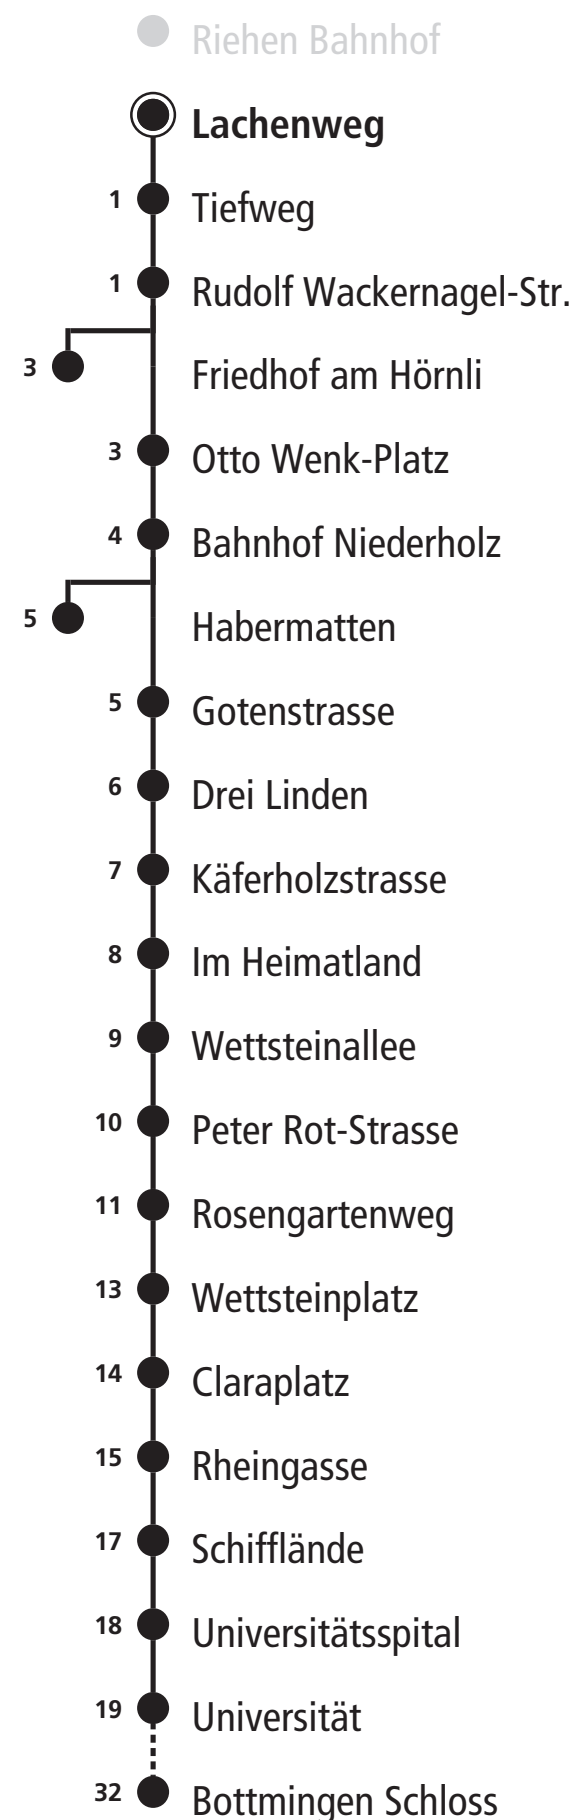 Riehen Bahnhof
Lachenweg
1 Tiefweg
1 Rudolf Wackernagel-Str.
3 Friedhof am Hörnli
3 Otto Wenk-Platz
4 Bahnhof Niederholz
5 Habermatten
5 Gotenstrasse
6 Drei Linden
7 Käferholzstrasse
8 Im Heimatland
9 Wettsteinallee
10 Peter Rot-Strasse
11 Rosengartenweg
13 Wettsteinplatz
14 Claraplatz
15 Rheingasse
17 Schifflände
18 Universitätsspital
19 Universität
32 Bottmingen Schloss